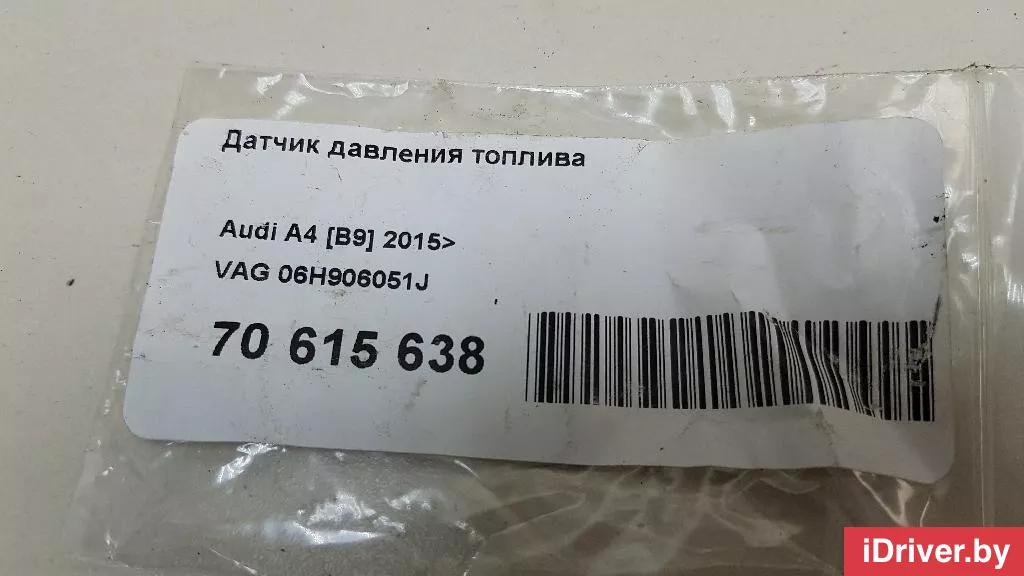 Датчик давления топлива
Audi A4 [B9] 2015>
VAG 06H906051J
70 615 638
iDriver.by